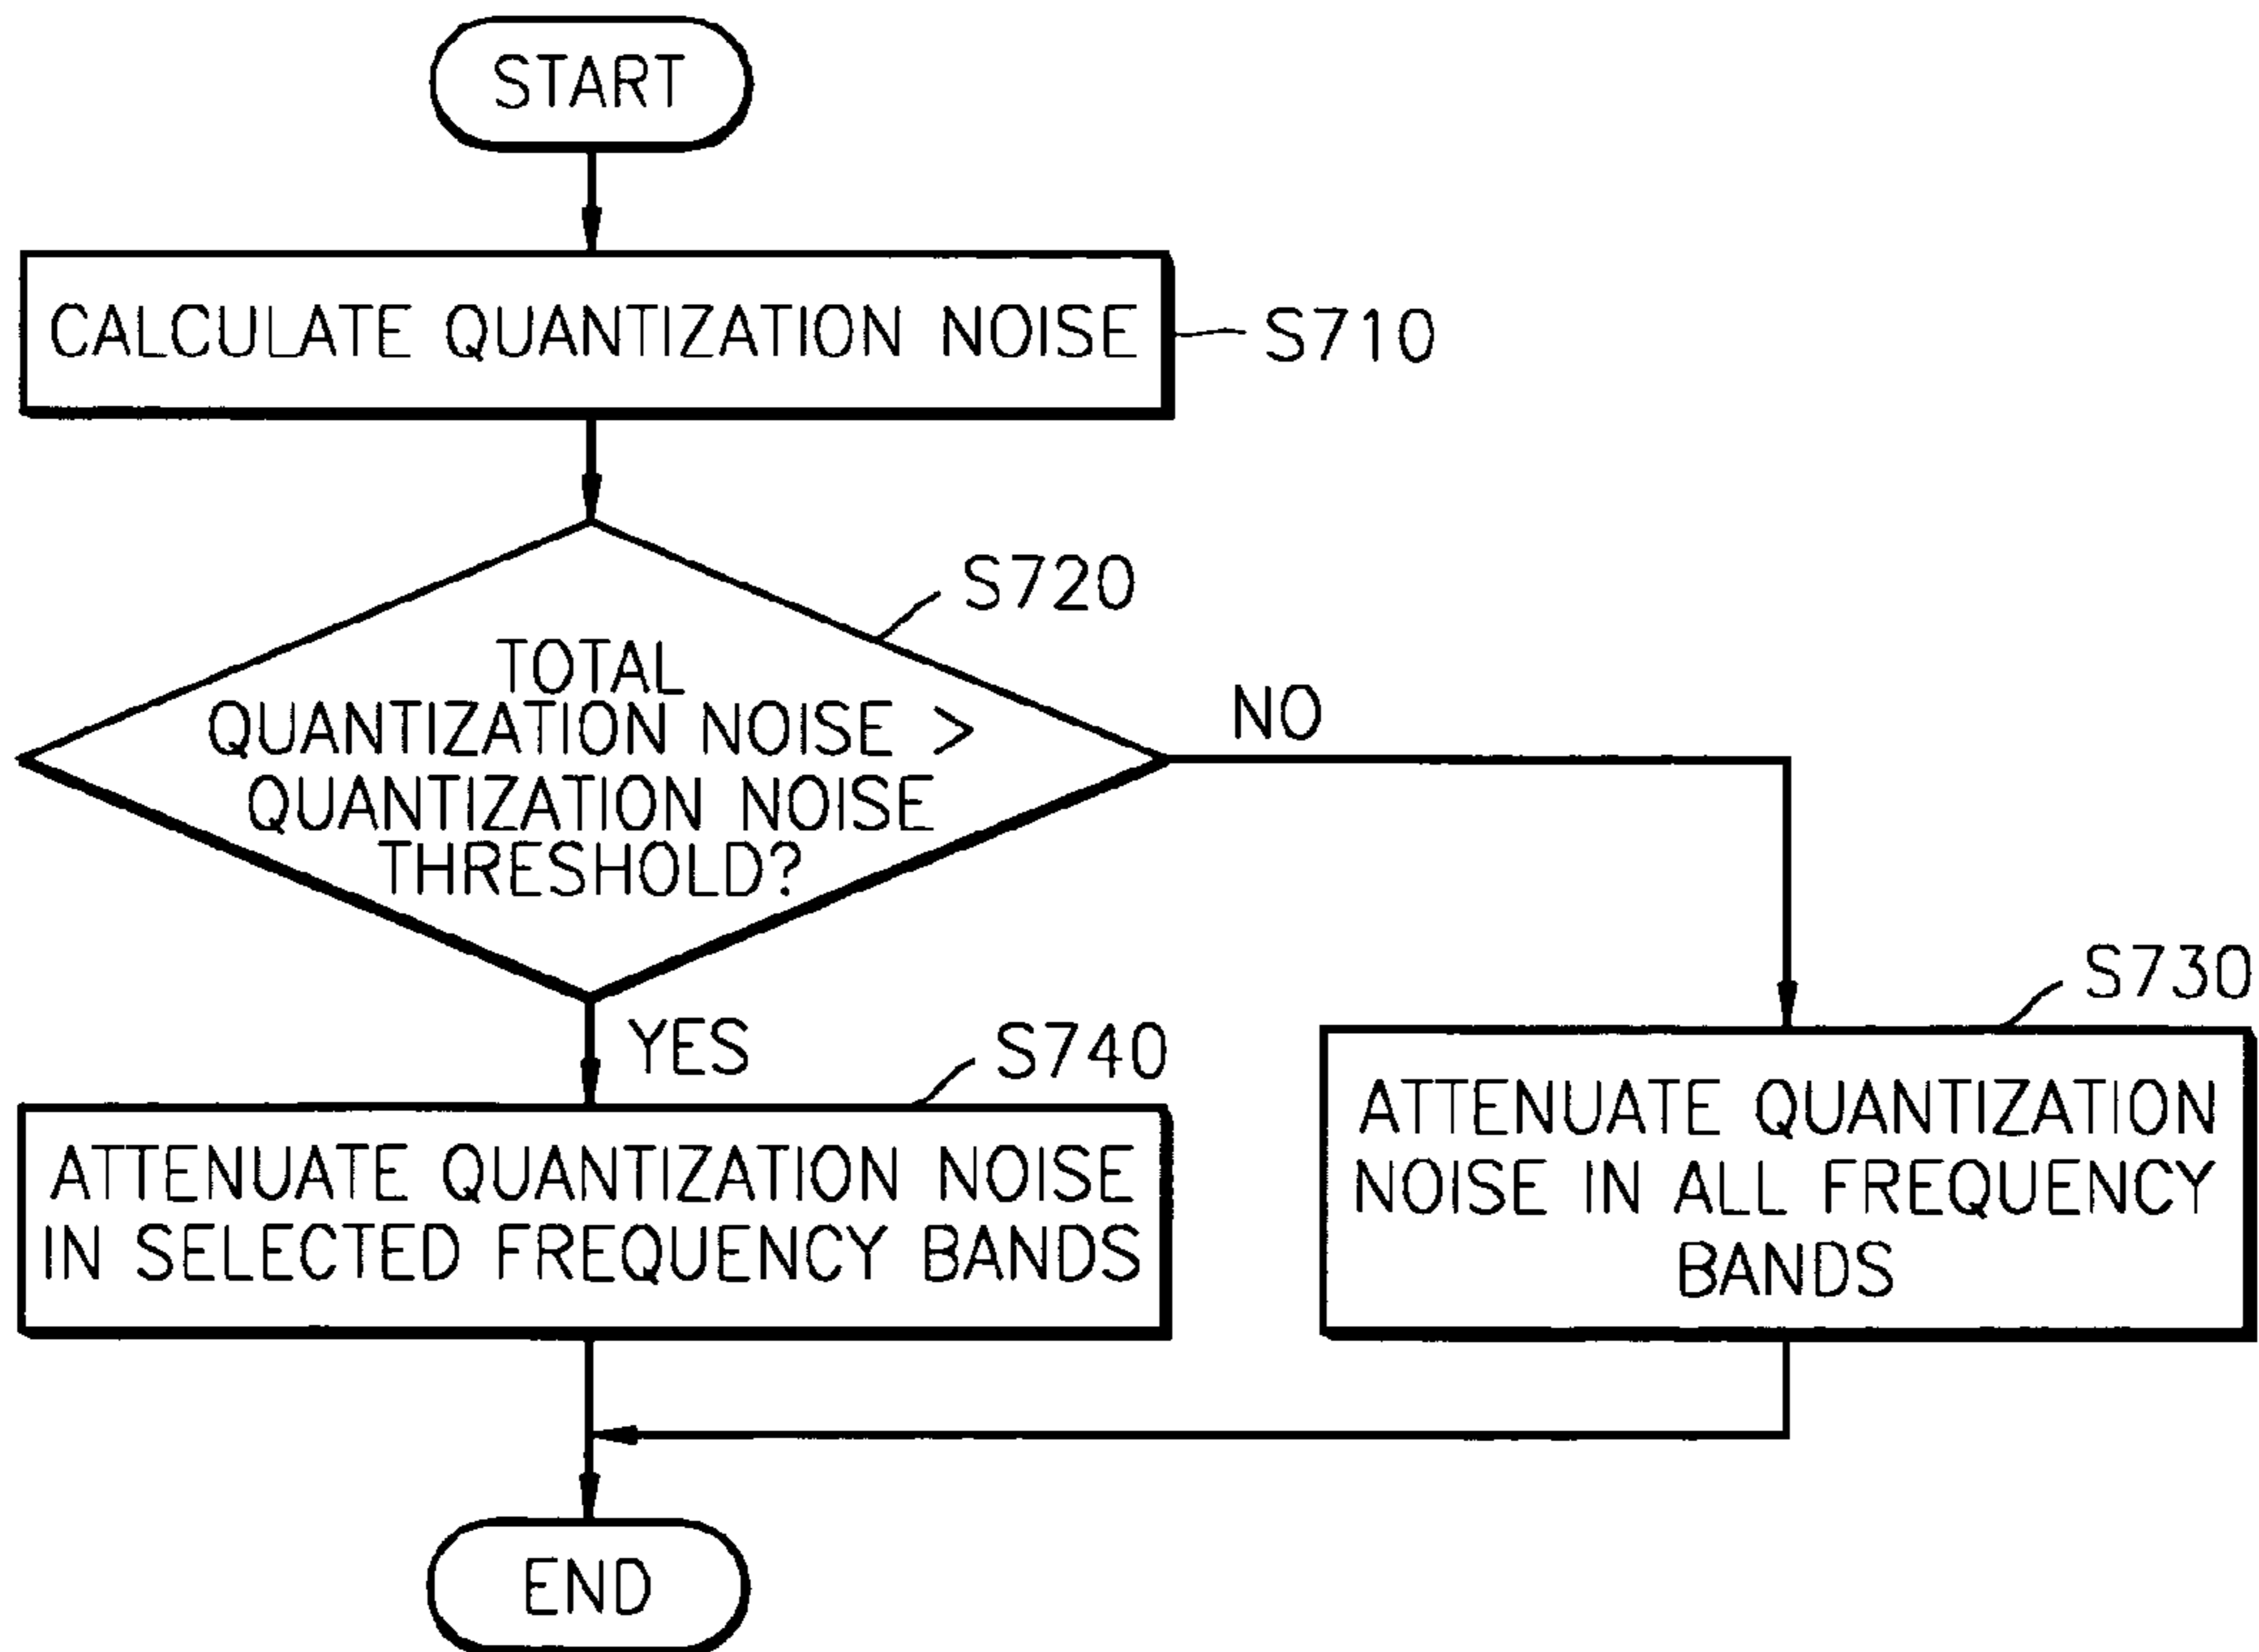 START
CALCULATE QUANTIZATION NOISE
S710
S720
TOTAL
QUANTIZATION NOISE >
QUANTIZATION NOISE
THRESHOLD?
NO
YES
S740
ATTENUATE QUANTIZATION NOISE
IN SELECTED FREQUENCY BANDS
S730
ATTENUATE QUANTIZATION
NOISE IN ALL FREQUENCY
BANDS
END